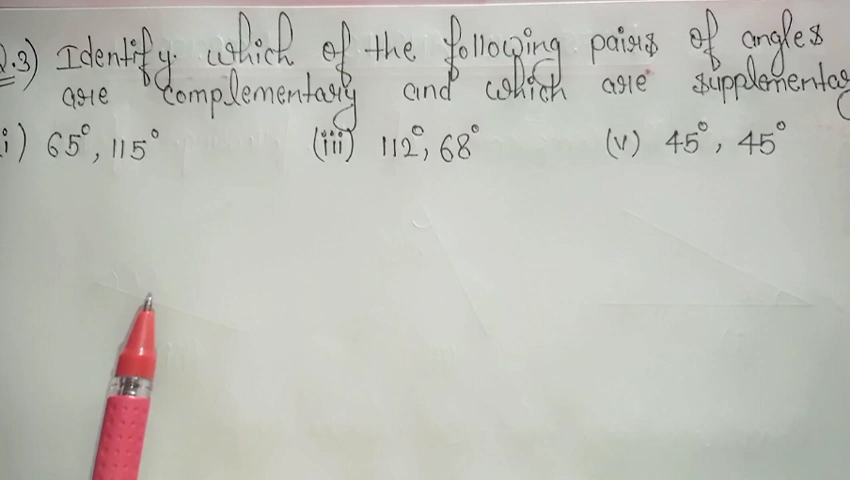 Q.3) Identify which of the following pairs of angles
are complementary and which are supplementary
i) 65°, 115° (iii) 112°, 68° (v) 45°, 45°